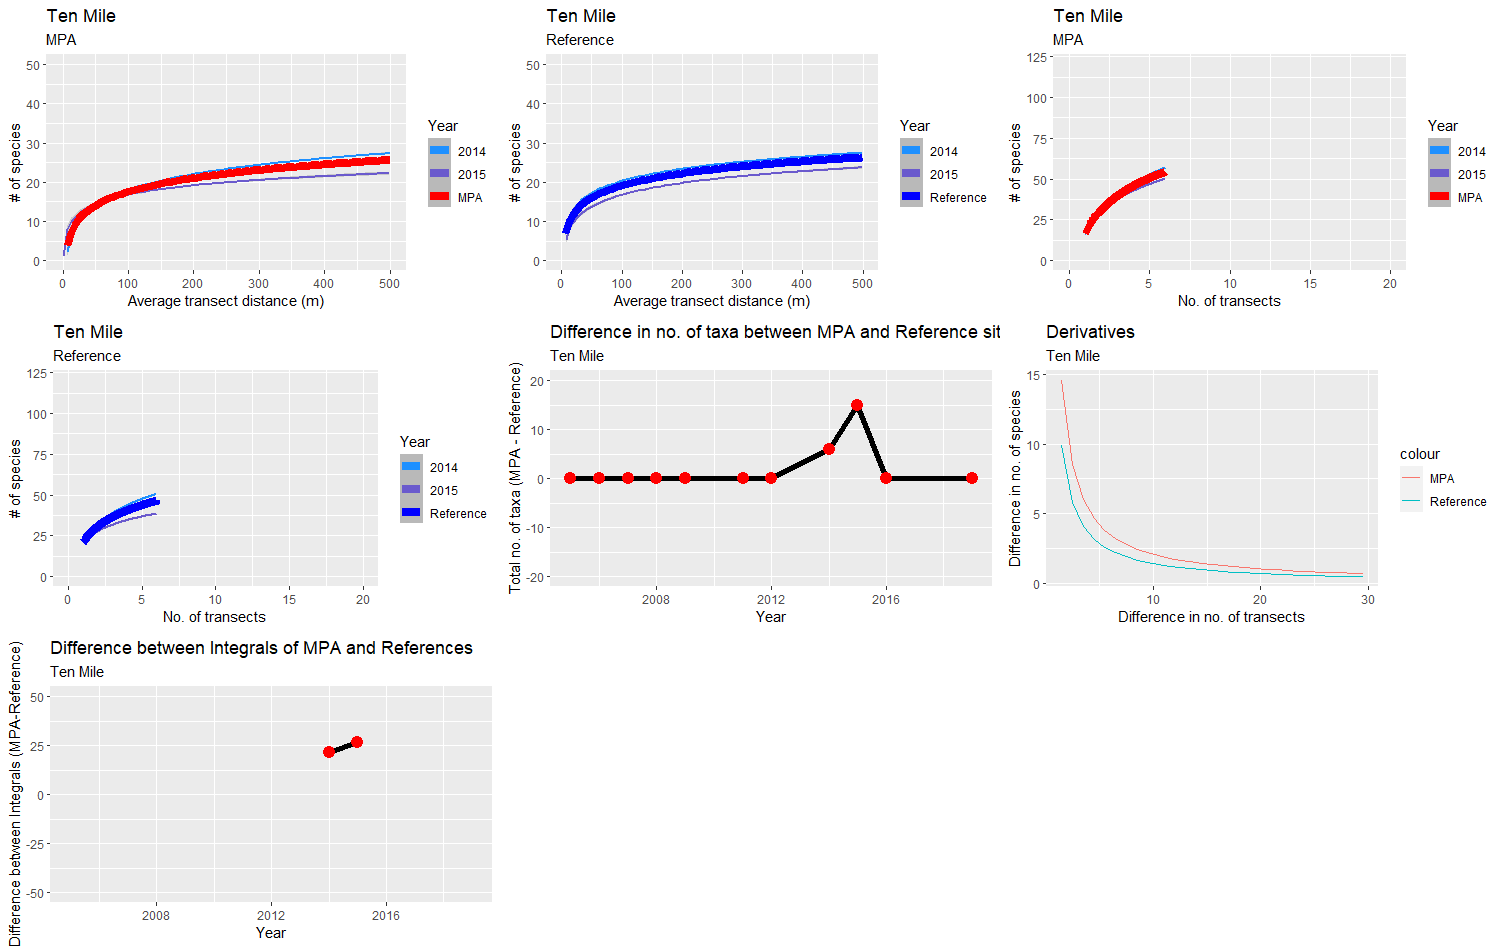 Ten Mile
MPA
# of species
50
40
30
20
10
0
0 100 200 300 400 500
Average transect distance (m)
Year
2014
2015
MPA
Ten Mile
Reference
# of species
50
40
30
20
10
0
0 100 200 300 400 500
Average transect distance (m)
Year
2014
2015
Reference
Ten Mile
MPA
# of species
125
100
75
50
25
0
0 5 10 15 20
No. of transects
Year
2014
2015
MPA
Ten Mile
Reference
# of species
125
100
75
50
25
0
0 5 10 15 20
No. of transects
Year
2014
2015
Reference
Difference in no. of taxa between MPA and Reference sit
Ten Mile
Total no. of taxa (MPA - Reference)
20
10
0
-10
-20
2008 2012 2016
Year
Derivatives
Ten Mile
Difference in no. of species
15
10
5
0
10 20 30
Difference in no. of transects
colour
MPA
Reference
Difference between Integrals of MPA and References
Ten Mile
Difference between Integrals (MPA-Reference)
50
25
0
-25
-50
2008 2012 2016
Year